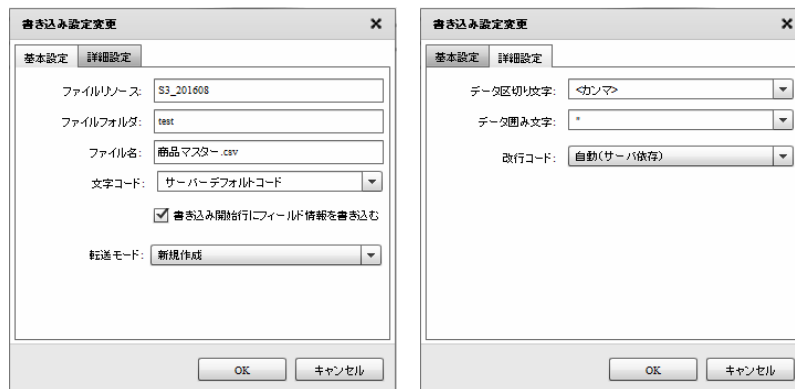 書き込み設定変更
基本設定 詳細設定
ファイルリソース: S3_201608
ファイルフォルダ: test
ファイル名: 商品マスター.csv
文字コード: サーバーデフォルトコード
書き込み開始行にフィールド情報を書き込む
転送モード: 新規作成
OK キャンセル
書き込み設定変更
基本設定 詳細設定
データ区切り文字: <カンマ>
データ囲み文字: "
改行コード: 自動(サーバ依存)
OK キャンセル